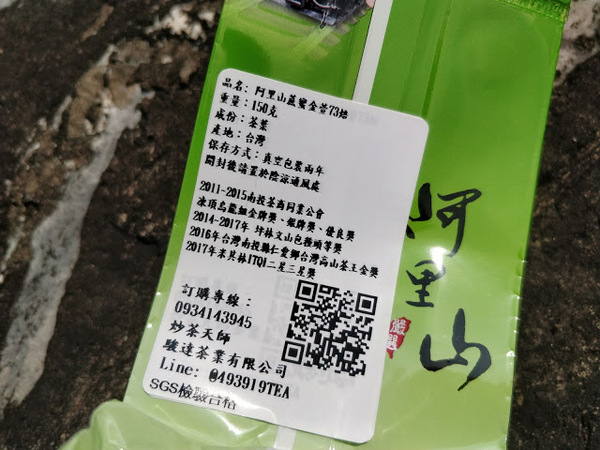 品名: 阿里山蔗蜜金萱73焙
重量：150克
成份：茶葉
產地：台灣
保存方式：真空包裝兩年
開封後請置於陰涼通風處
2011-2015南投茶商同業公會
凍頂烏龍組金牌獎、銀牌獎、優良獎
2014-2017年 坪林文山包種頭等獎
2016年台灣南投縣仁愛鄉台灣高山茶王金獎
2017年米其林ITQI二星三星獎
訂購專線：
0934143945
炒茶天師
駿達茶業有限公司
Line: @493919TEA
SGS檢驗合格
阿里山
嚴選